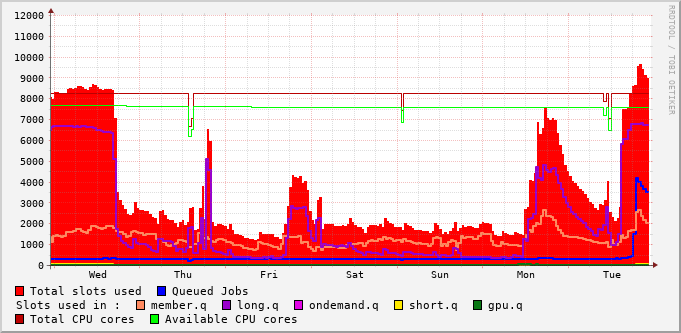 12000
11000
10000
9000
8000
7000
6000
5000
4000
3000
2000
1000
0
Wed Thu Fri Sat Sun Mon Tue
RRDTOOL / TOBI OETIKER
Total slots used Queued Jobs
Slots used in : member.q long.q ondemand.q short.q gpu.q
Total CPU cores Available CPU cores